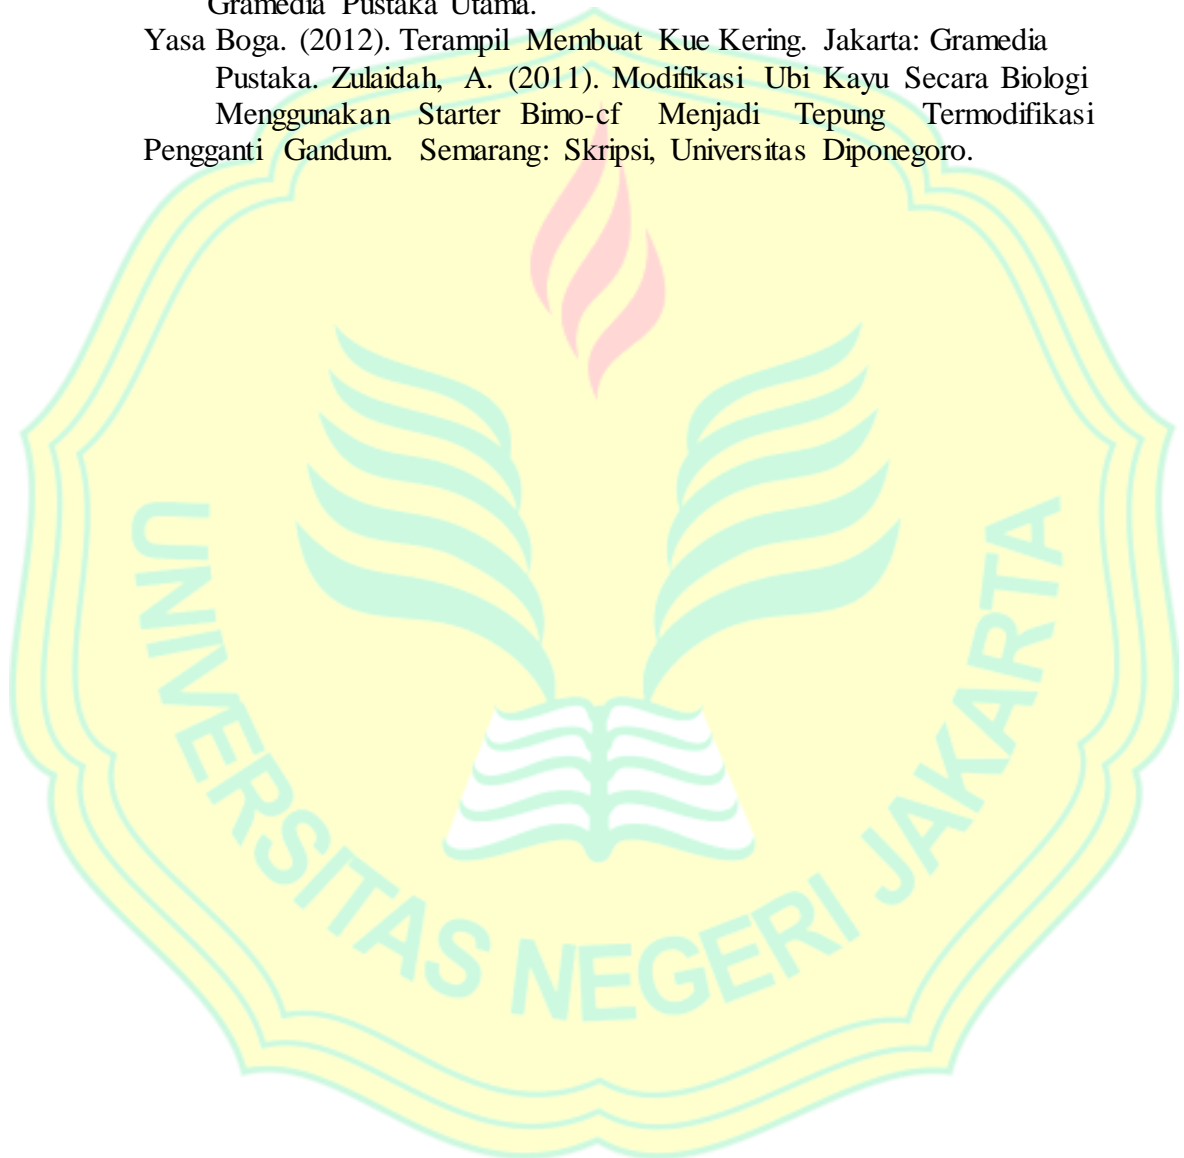 Gramedia Pustaka Utama.
Yasa Boga. (2012). Terampil Membuat Kue Kering. Jakarta: Gramedia
Pustaka. Zulaidah, A. (2011). Modifikasi Ubi Kayu Secara Biologi
Menggunakan Starter Bimo-cf Menjadi Tepung Termodifikasi
Pengganti Gandum. Semarang: Skripsi, Universitas Diponegoro.
UNIVERSITAS NEGERI JAKARTA